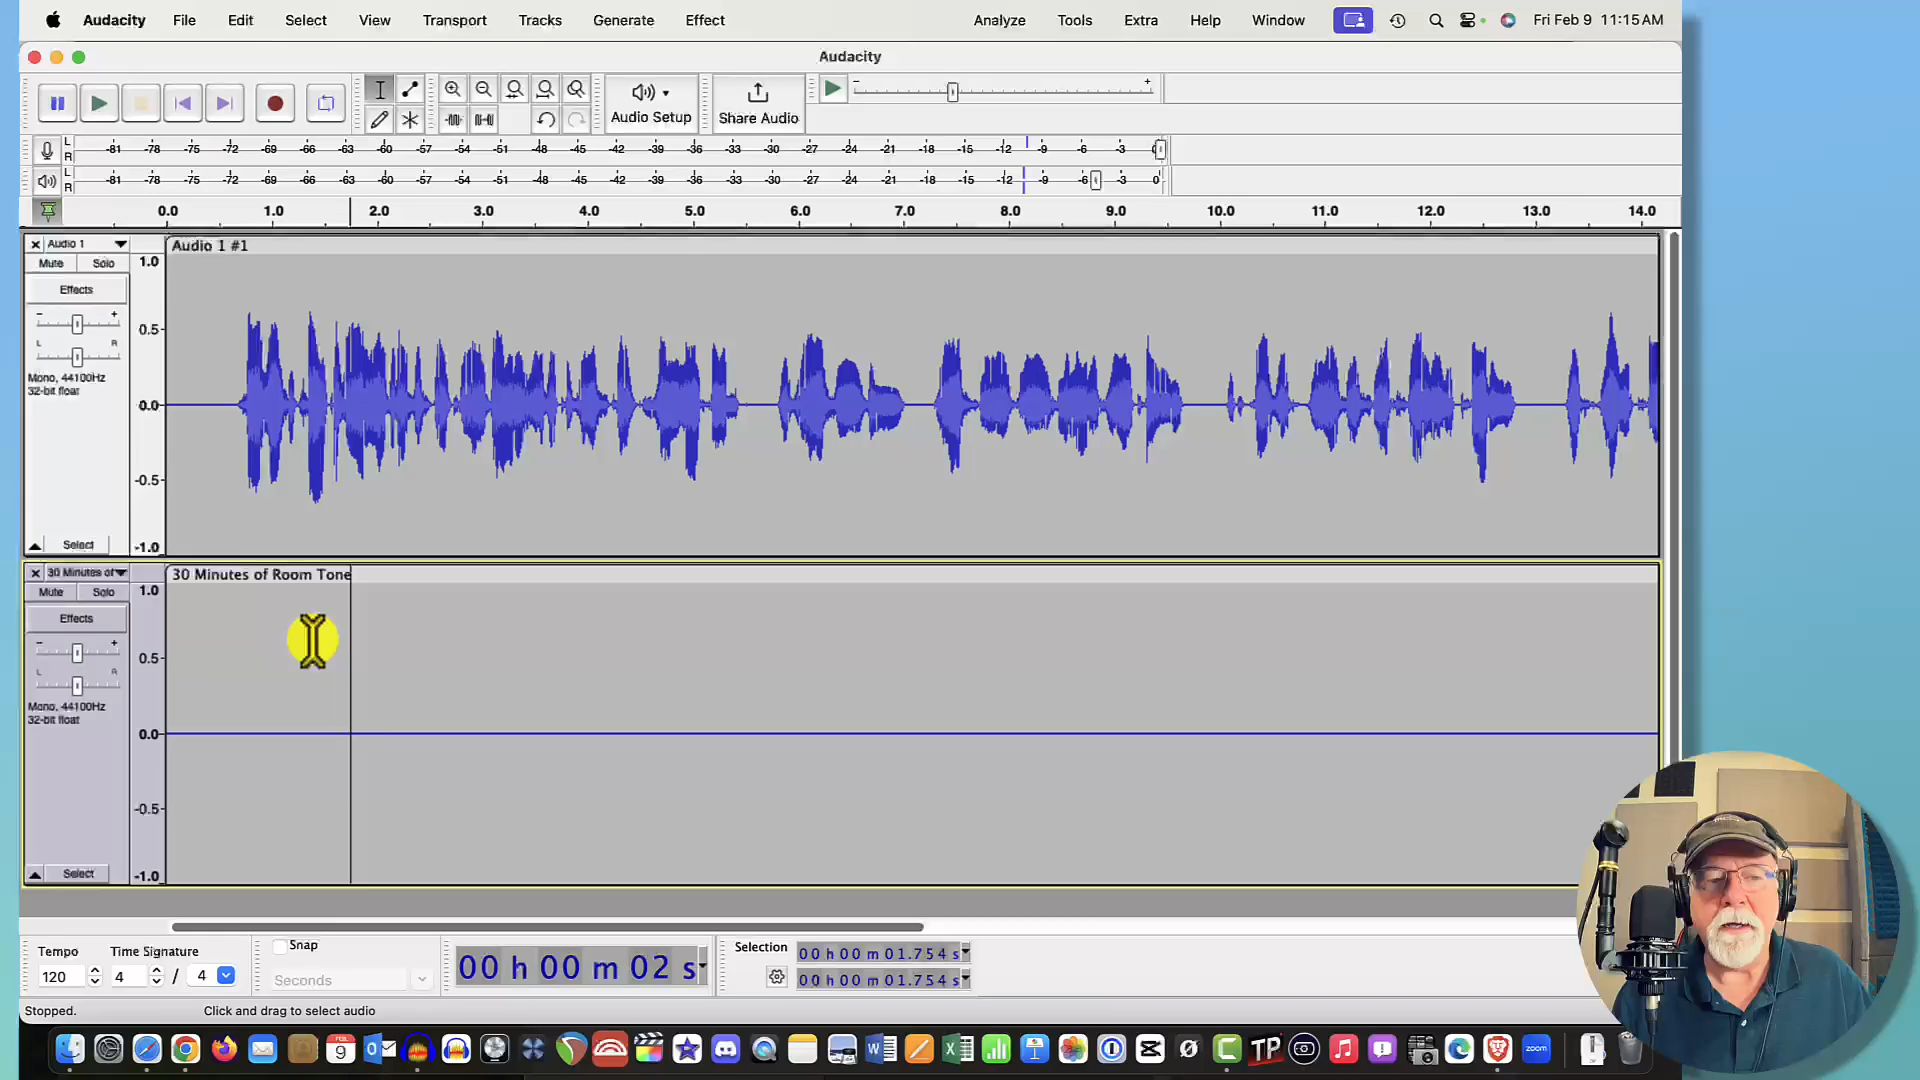 Audacity File Edit Select View Transport Tracks Generate Effect Analyze Tools Extra Help Window Fri Feb 9 11:15 AM
Audacity
Audio Setup
Share Audio
L
R
-81 -78 -75 -72 -69 -66 -63 -60 -57 -54 -51 -48 -45 -42 -39 -36 -33 -30 -27 -24 -21 -18 -15 -12 -9 -6 -3
L
R
-81 -78 -75 -72 -69 -66 -63 -60 -57 -54 -51 -48 -45 -42 -39 -36 -33 -30 -27 -24 -21 -18 -15 -12 -9 -6 -3 0
0.0 1.0 2.0 3.0 4.0 5.0 6.0 7.0 8.0 9.0 10.0 11.0 12.0 13.0 14.0
Audio 1
Audio 1 #1
Mute Solo
Effects
L R
Mono, 44100Hz
32-bit float
Select
1.0
0.5
0.0
-0.5
-1.0
30 Minutes of
30 Minutes of Room Tone
Mute Solo
Effects
L R
Mono, 44100Hz
32-bit float
Select
1.0
0.5
0.0
-0.5
-1.0
Tempo
120
Time Signature
4 / 4
Snap
Seconds
00 h 00 m 02 s
Selection
00 h 00 m 01.754 s
00 h 00 m 01.754 s
Stopped.
Click and drag to select audio
9
TP
zoom